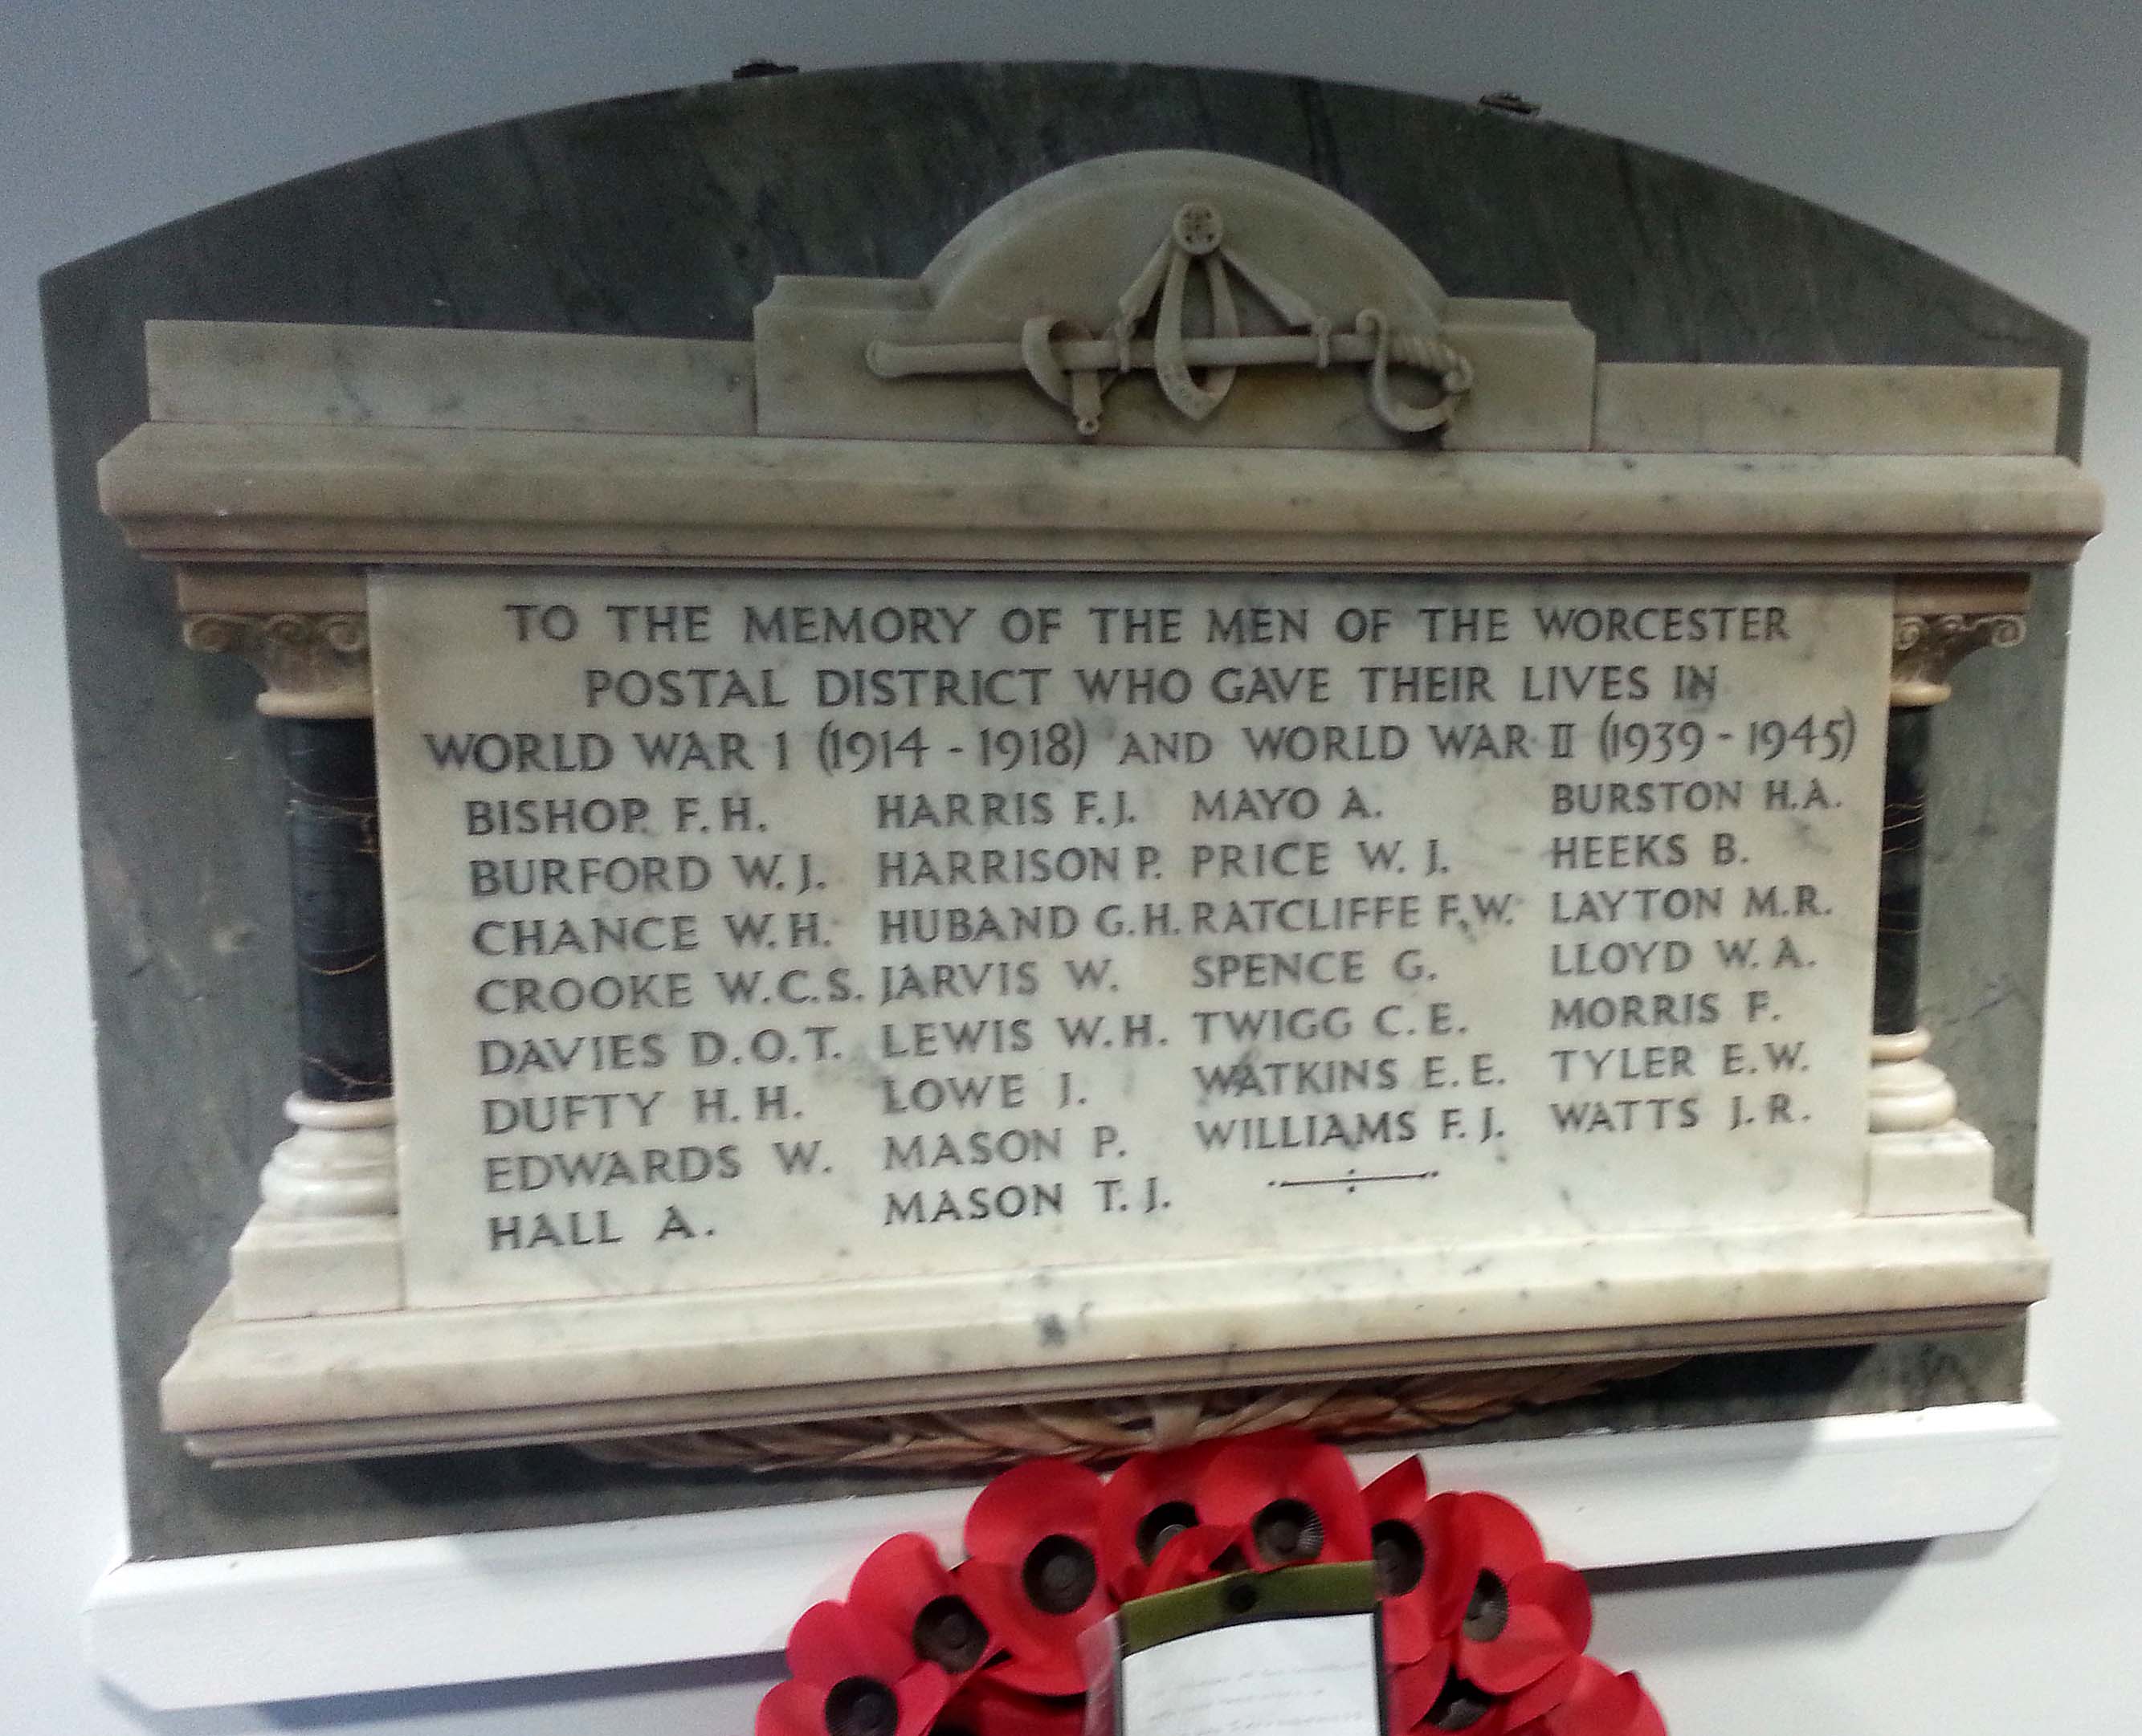 TO THE MEMORY OF THE MEN OF THE WORCESTER
POSTAL DISTRICT WHO GAVE THEIR LIVES IN
WORLD WAR I (1914 - 1918) AND WORLD WAR II (1939 - 1945)
BISHOP F. H.
BURFORD W. J.
CHANCE W. H.
CROOKE W. C. S.
DAVIES D. O. T.
DUFTY H. H.
EDWARDS W.
HALL A.
HARRIS F. J.
HARRISON P.
HUBAND G. H.
JARVIS W.
LEWIS W. H.
LOWE J.
MASON P.
MASON T. J.
MAYO A.
PRICE W. J.
RATCLIFFE F. W.
SPENCE G.
TWIGG C. E.
WATKINS E. E.
WILLIAMS F. J.
BURSTON H. A.
HEEKS B.
LAYTON M. R.
LLOYD W. A.
MORRIS F.
TYLER E. W.
WATTS J. R.